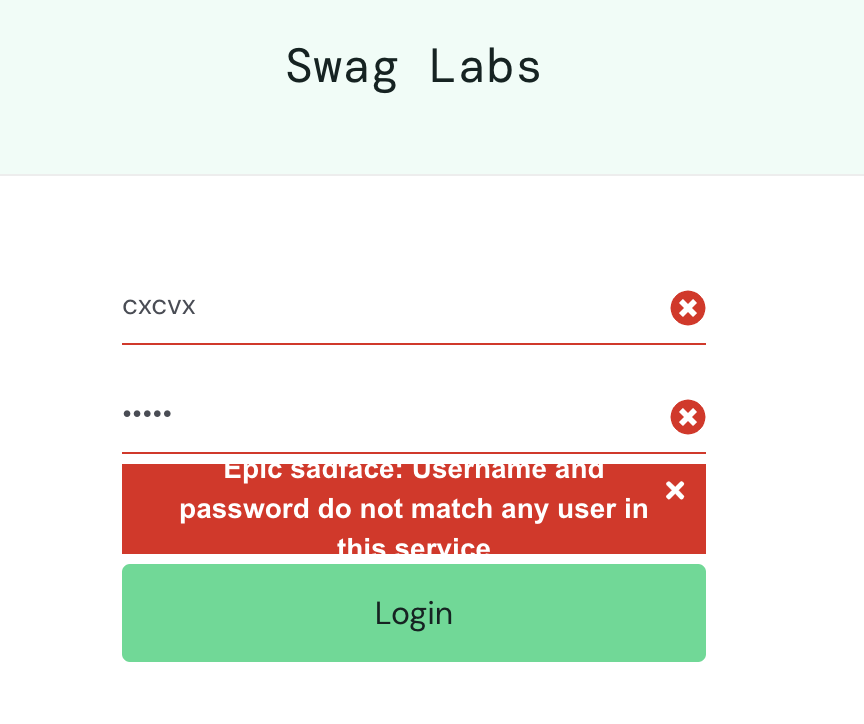 Swag Labs
cxcvx
•••••
Epic sadface: Username and
password do not match any user in
this service
Login